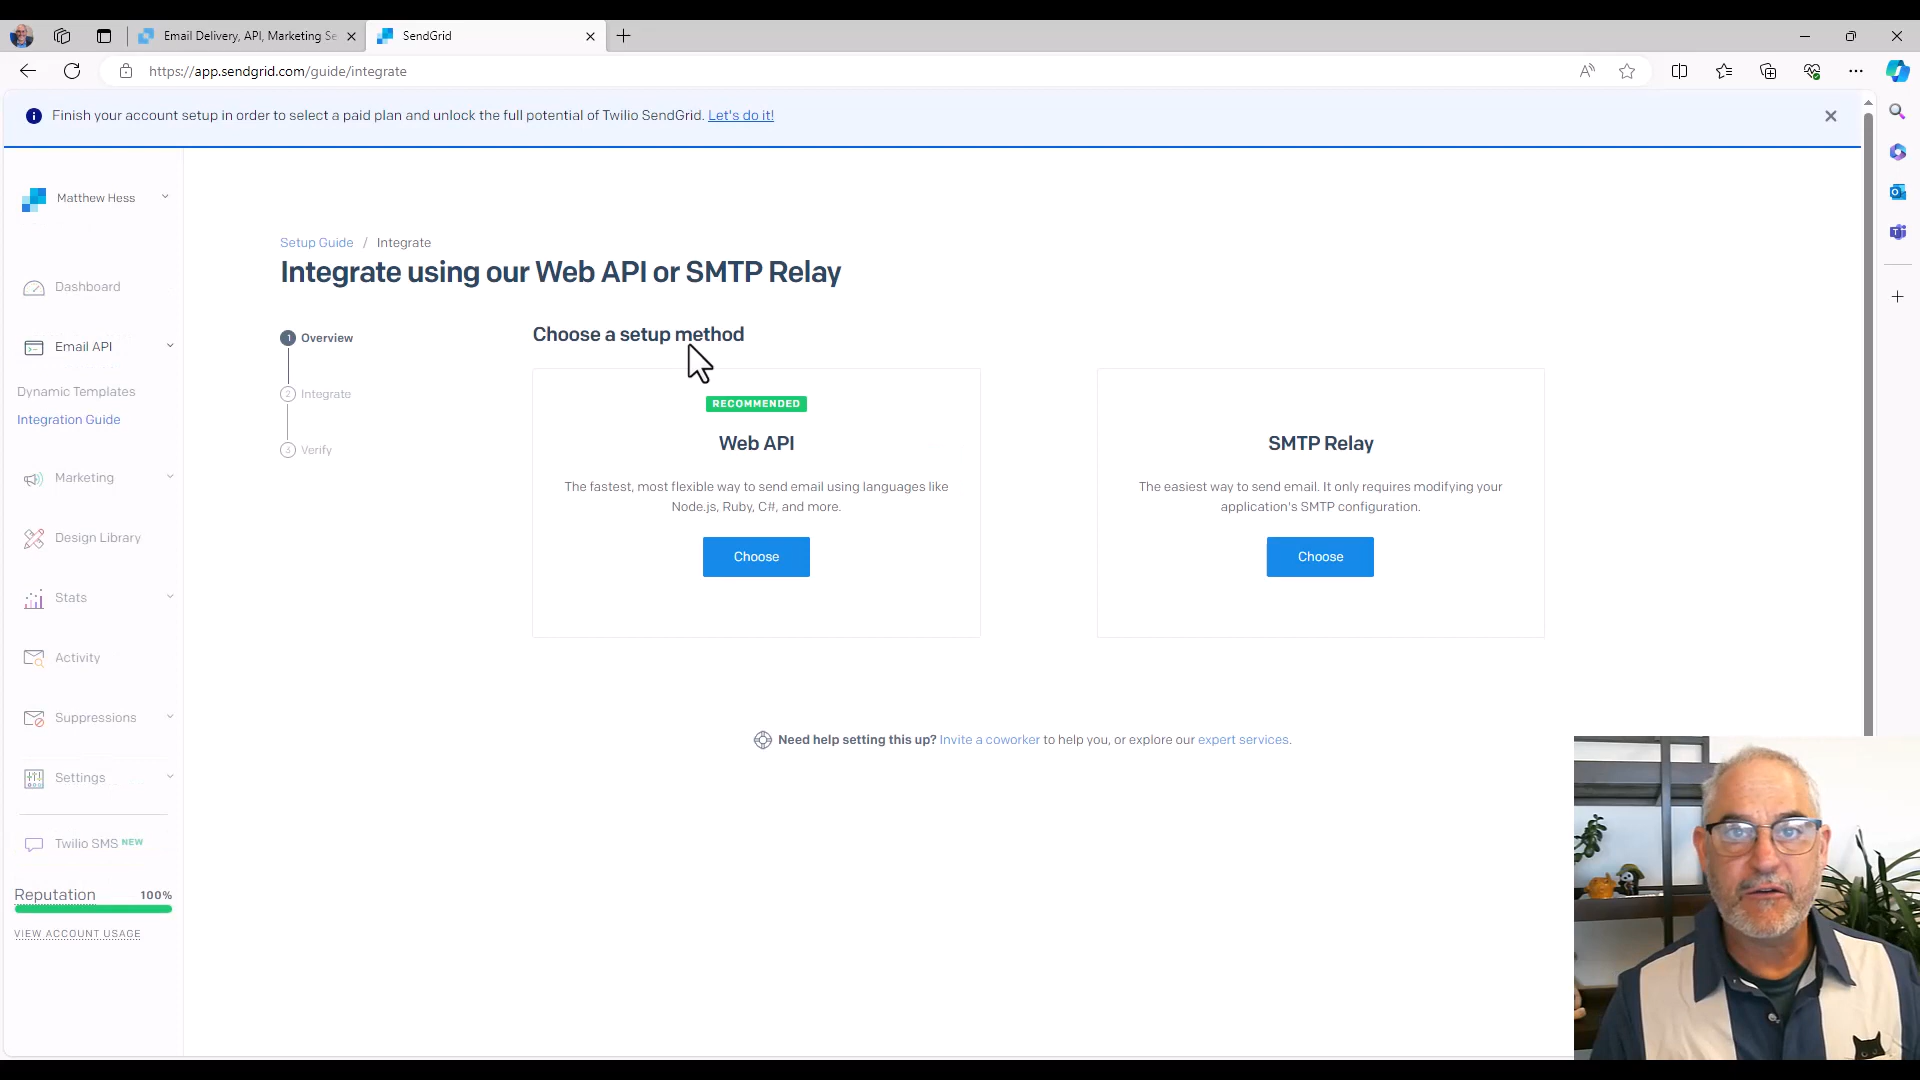 Email Delivery, API, Marketing Se
SendGrid
https://app.sendgrid.com/guide/integrate
Finish your account setup in order to select a paid plan and unlock the full potential of Twilio SendGrid. Let's do it!
Matthew Hess
Dashboard
Email API
Dynamic Templates
Integration Guide
Marketing
Design Library
Stats
Activity
Suppressions
Settings
Twilio SMS NEW
Reputation 100%
VIEW ACCOUNT USAGE
Setup Guide / Integrate
Integrate using our Web API or SMTP Relay
1 Overview
2 Integrate
3 Verify
Choose a setup method
RECOMMENDED
Web API
The fastest, most flexible way to send email using languages like
Node.js, Ruby, C#, and more.
Choose
SMTP Relay
The easiest way to send email. It only requires modifying your
application's SMTP configuration.
Choose
Need help setting this up? Invite a coworker to help you, or explore our expert services.